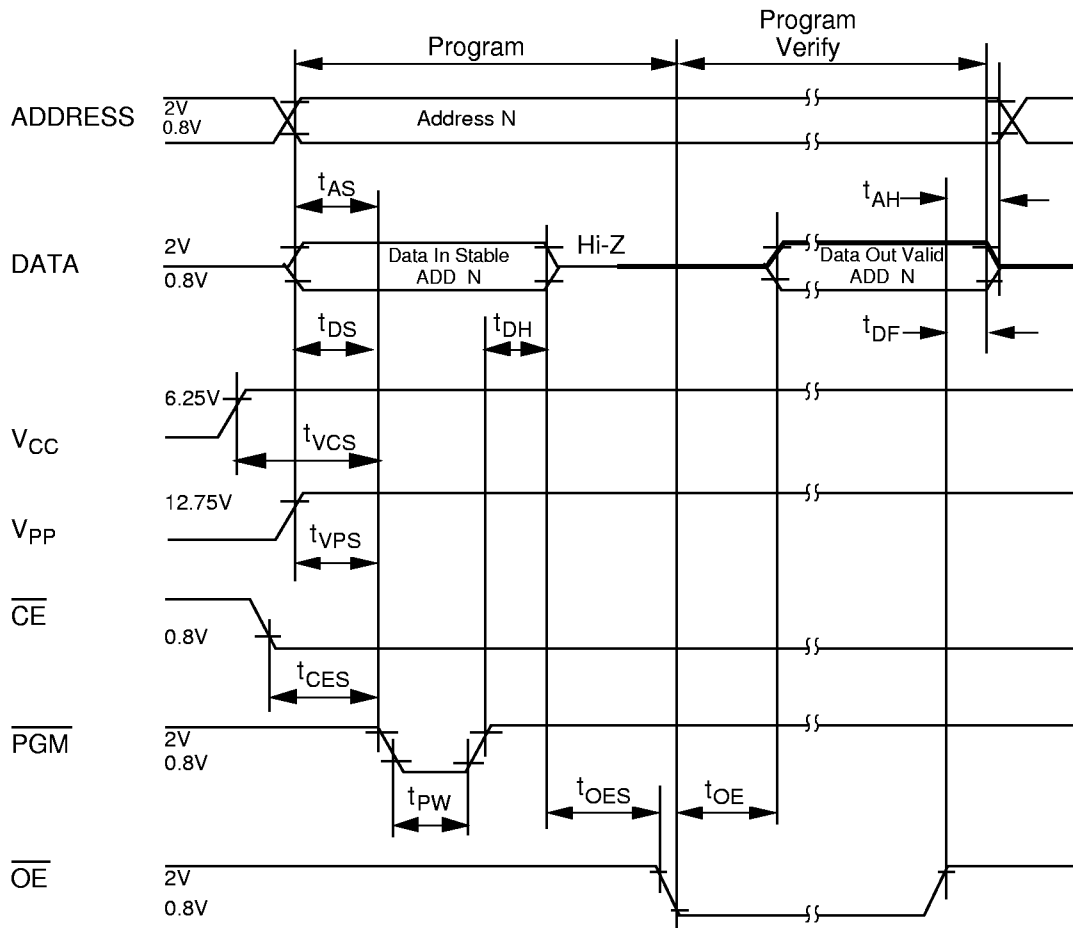 Program
Program
Verify
ADDRESS
2V
0.8V
Address N
tAS
tAH
DATA
2V
0.8V
Data In Stable
ADD N
Hi-Z
Data Out Valid
ADD N
tDS
tDH
tDF
VCC
6.25V
tVCS
VPP
12.75V
tVPS
CE
0.8V
tCES
PGM
2V
0.8V
tPW
tOES
tOE
OE
2V
0.8V